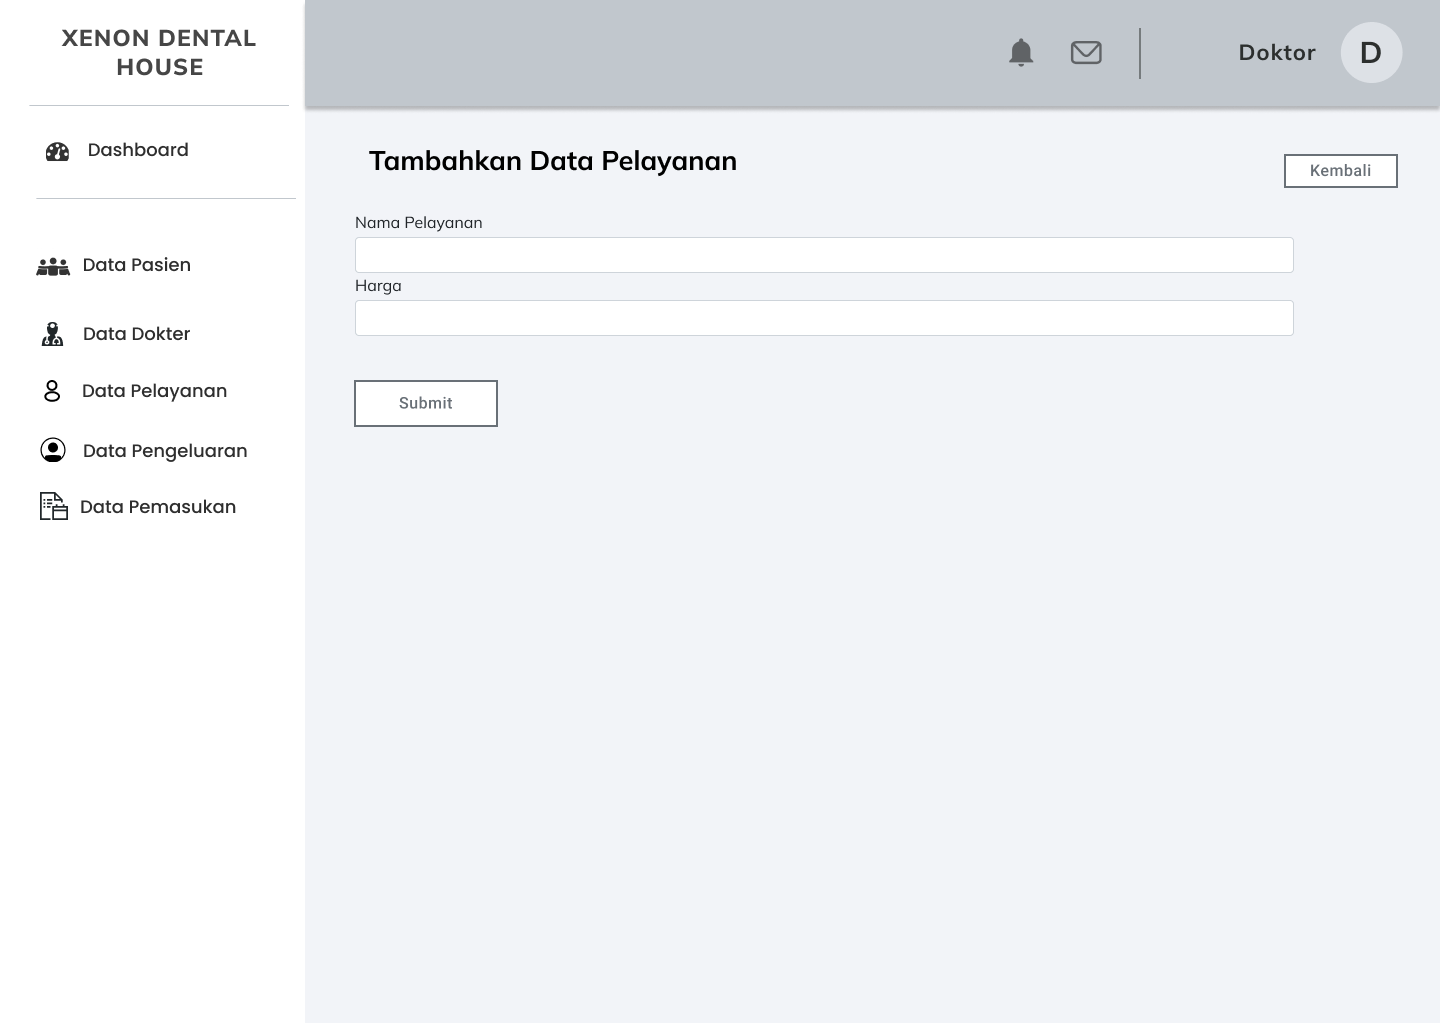 XENON DENTAL
HOUSE
Doktor
D
Dashboard
Data Pasien
Data Dokter
Data Pelayanan
Data Pengeluaran
Data Pemasukan
Tambahkan Data Pelayanan
Kembali
Nama Pelayanan
Harga
Submit